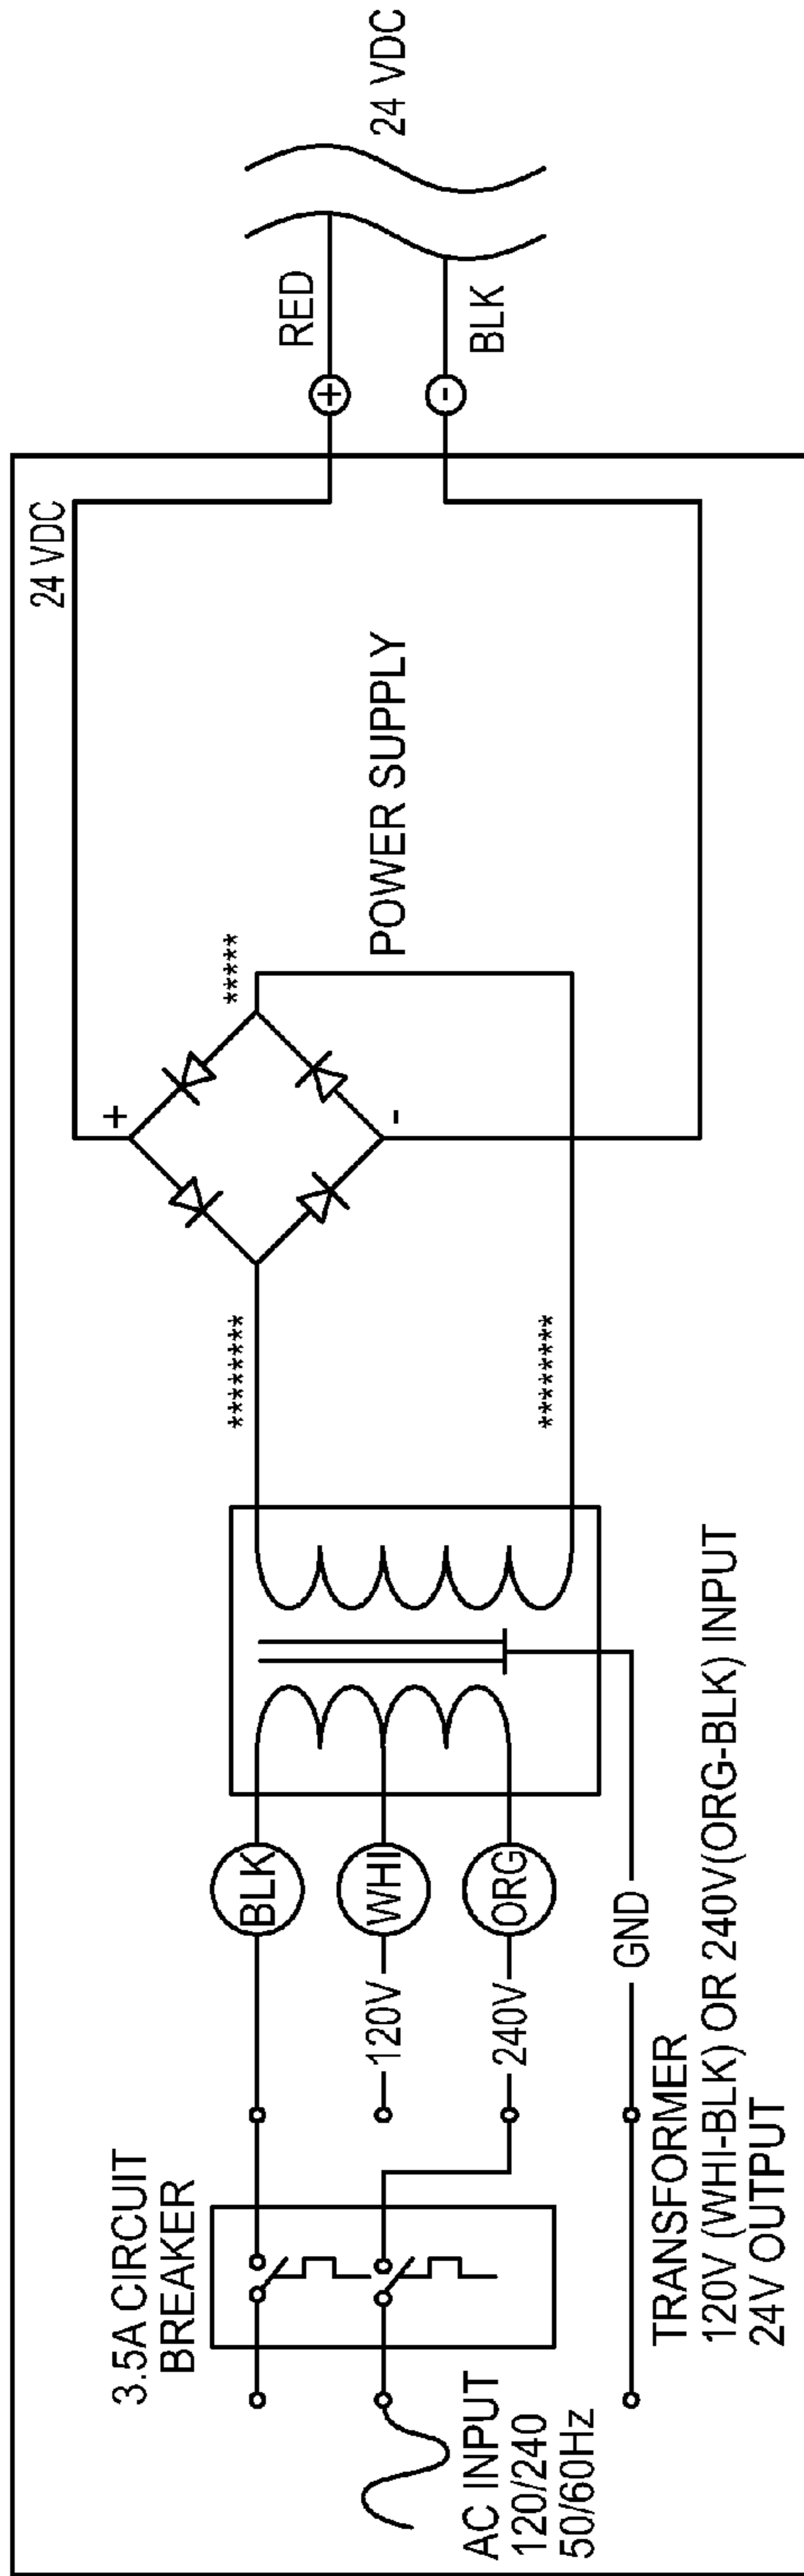 3.5A CIRCUIT
BREAKER
AC INPUT
120/240
50/60Hz
BLK
WHI
ORG
120V
240V
GND
TRANSFORMER
120V (WHI-BLK) OR 240V(ORG-BLK) INPUT
24V OUTPUT
*********
*********
*****
+
-
POWER SUPPLY
24 VDC
+
-
RED
BLK
24 VDC